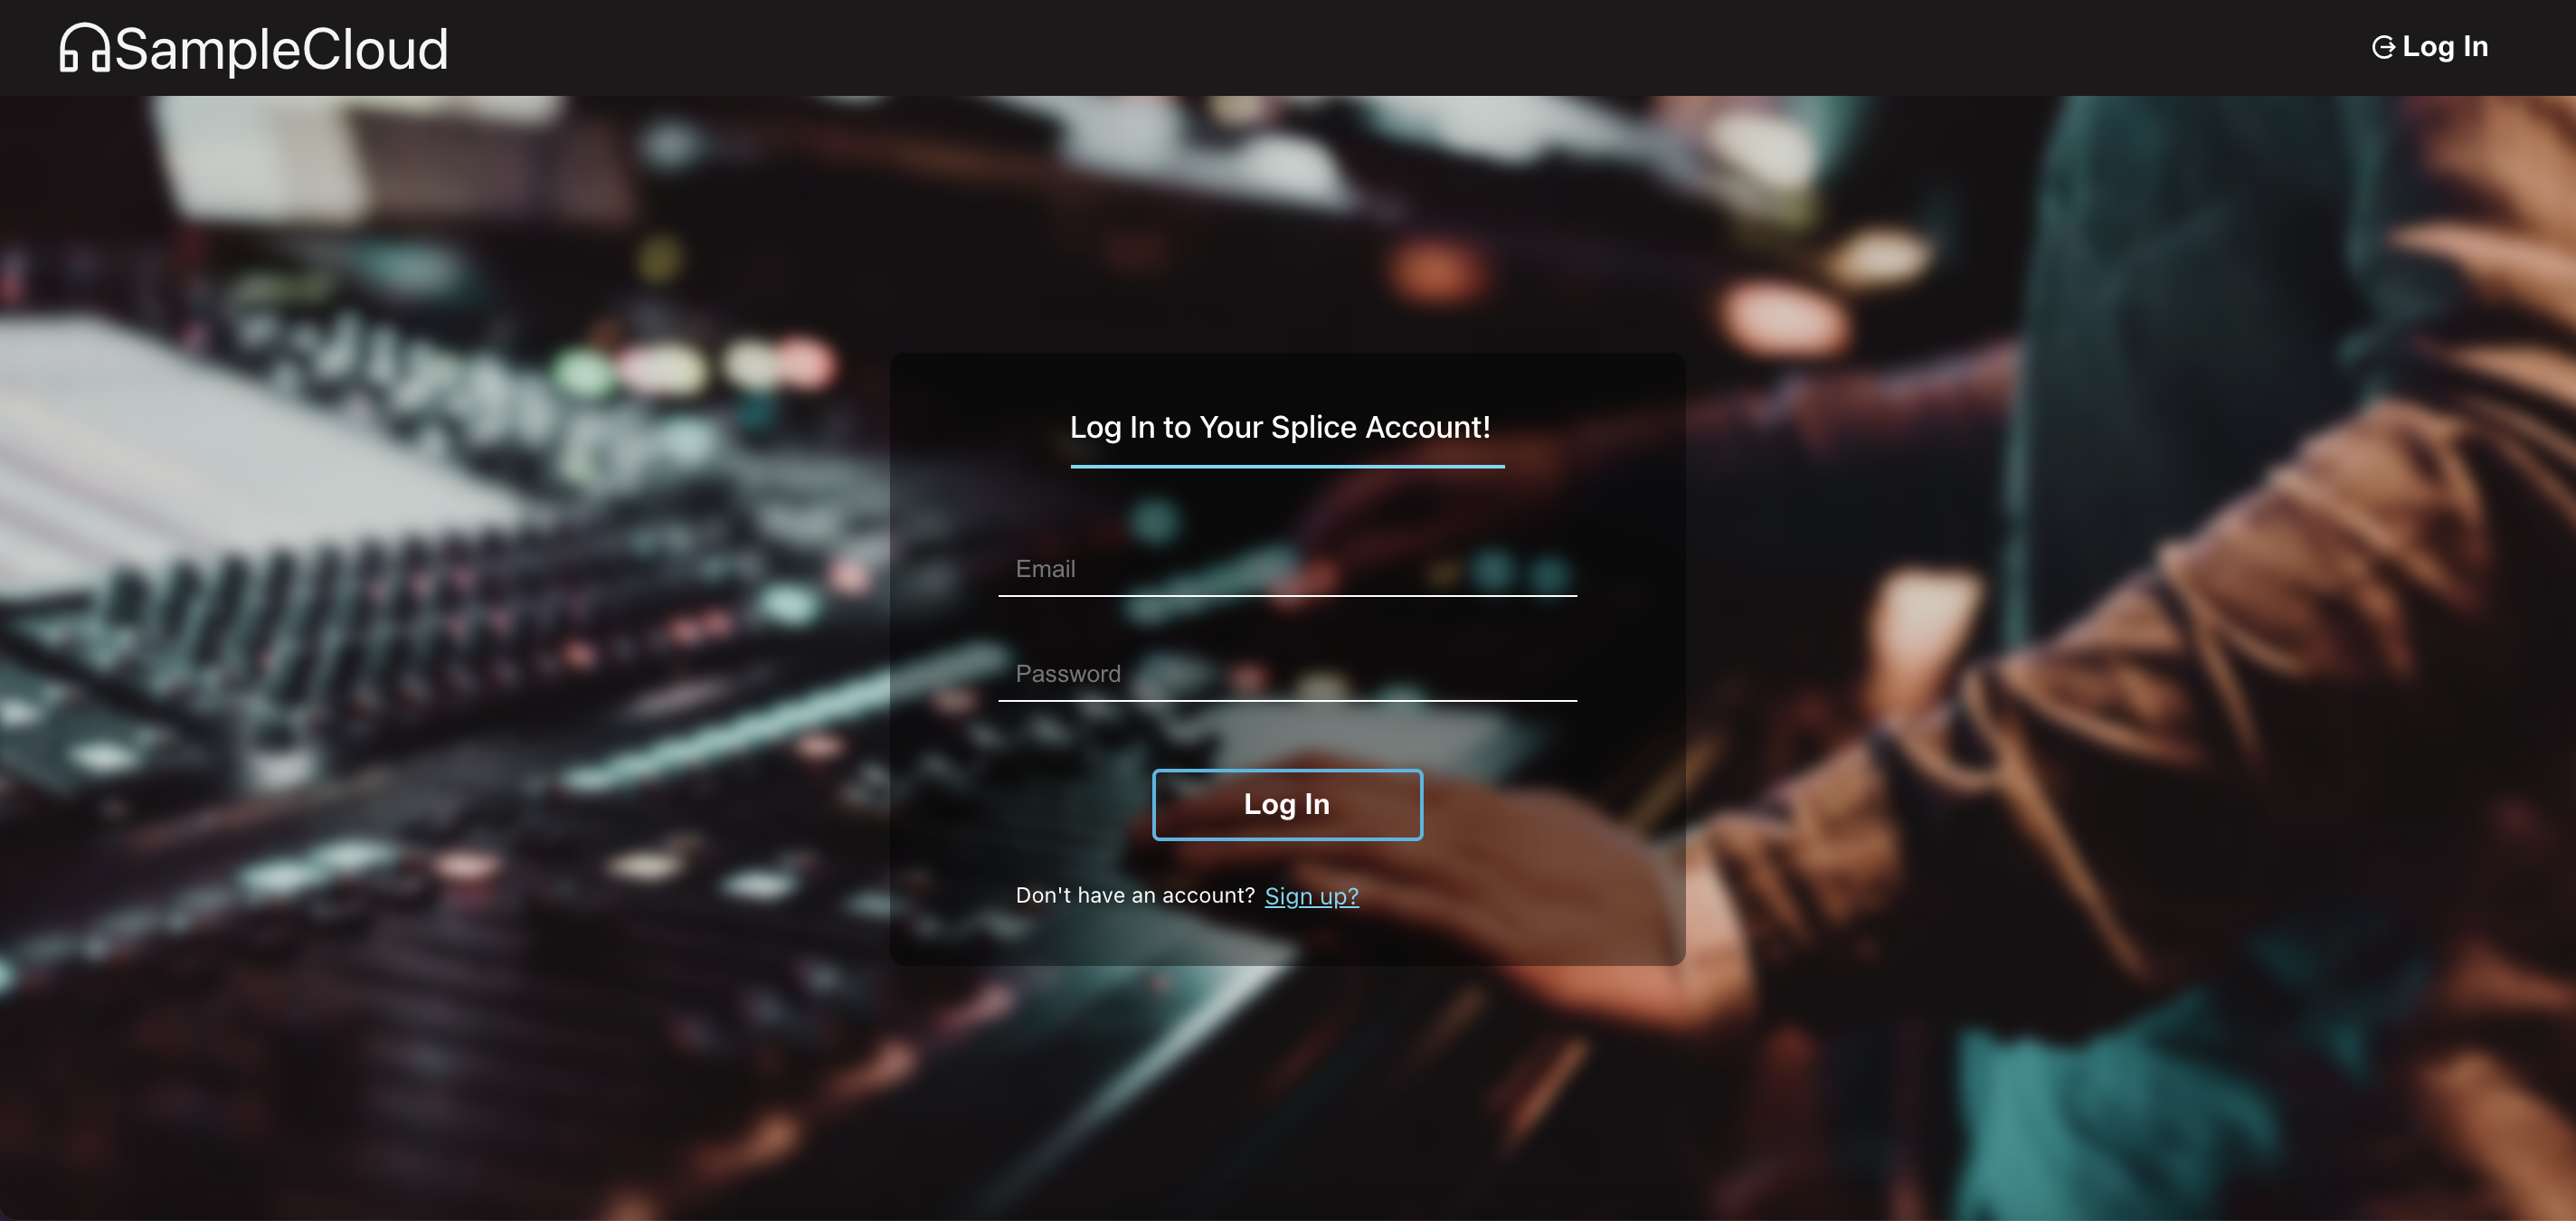 SampleCloud
Log In
Log In to Your Splice Account!
Email
Password
Log In
Don't have an account? Sign up?